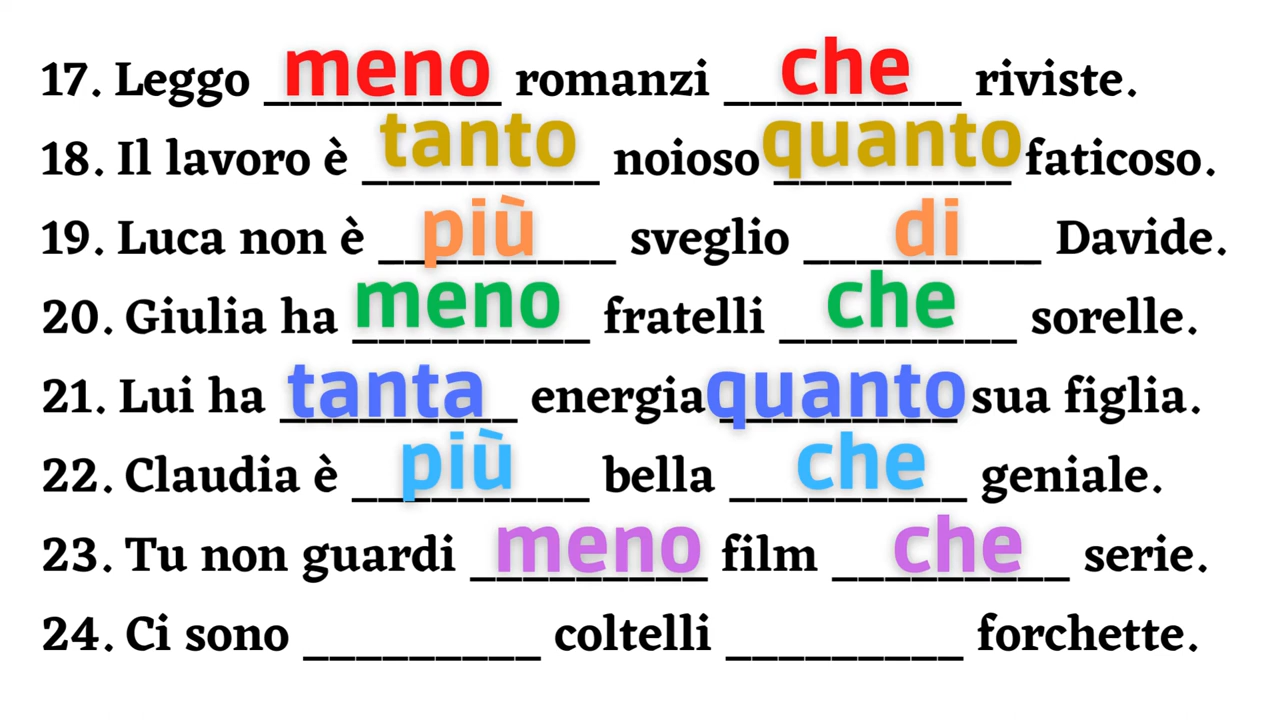 17. Leggo meno romanzi che riviste.
18. Il lavoro è tanto noioso quanto faticoso.
19. Luca non è più sveglio di Davide.
20. Giulia ha meno fratelli che sorelle.
21. Lui ha tanta energia quanto sua figlia.
22. Claudia è più bella che geniale.
23. Tu non guardi meno film che serie.
24. Ci sono _________ coltelli _________ forchette.